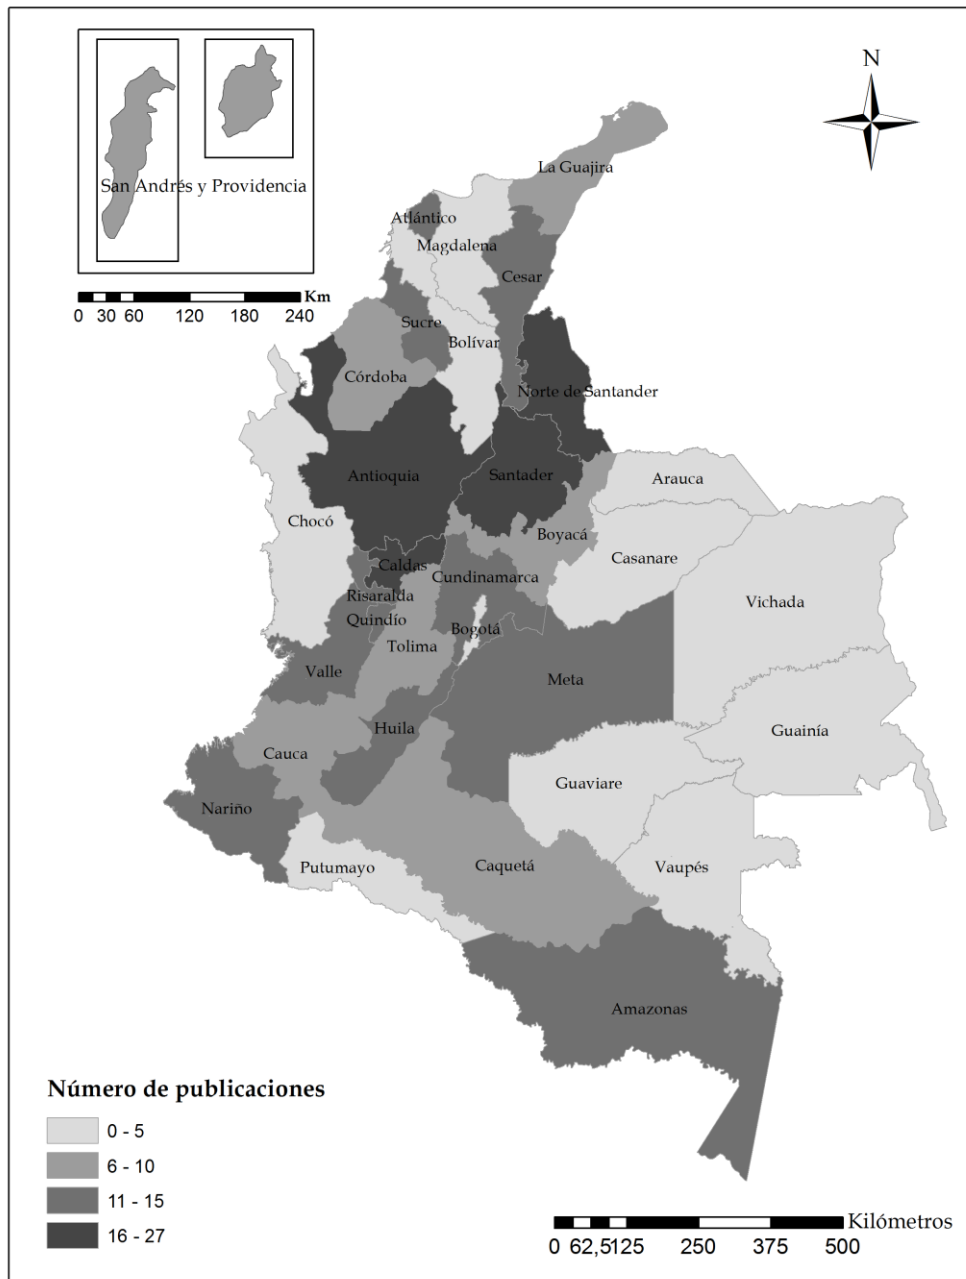 N
San Andrés y Providencia
Km
0 30 60 120 180 240
La Guajira
Atlántico
Magdalena
Cesar
Sucre
Bolívar
Córdoba
Norte de Santander
Antioquia
Santader
Arauca
Chocó
Boyacá
Casanare
Caldas
Cundinamarca
Risaralda
Vichada
Quindío
Bogotá
Tolima
Valle
Meta
Huila
Guainía
Cauca
Guaviare
Nariño
Putumayo
Caquetá
Vaupés
Amazonas
Número de publicaciones
0 - 5
6 - 10
11 - 15
16 - 27
Kilómetros
0 62,5125 250 375 500